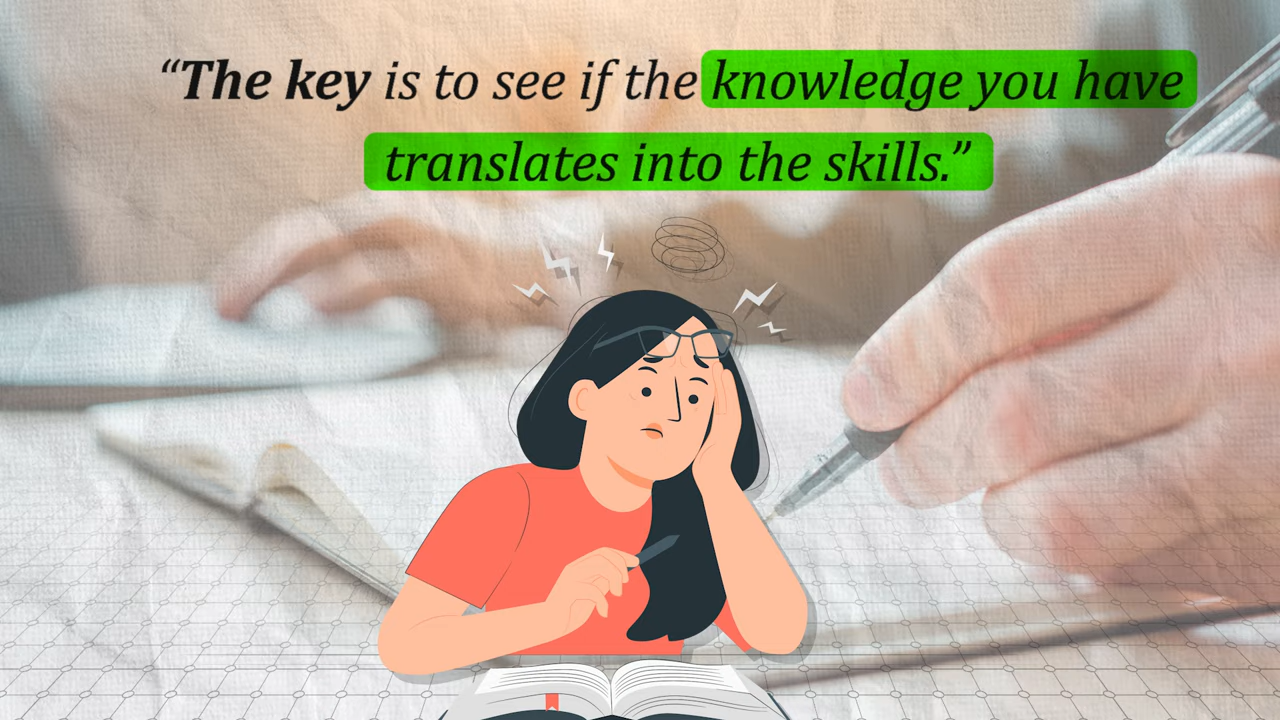 “The key is to see if the knowledge you have
translates into the skills.”